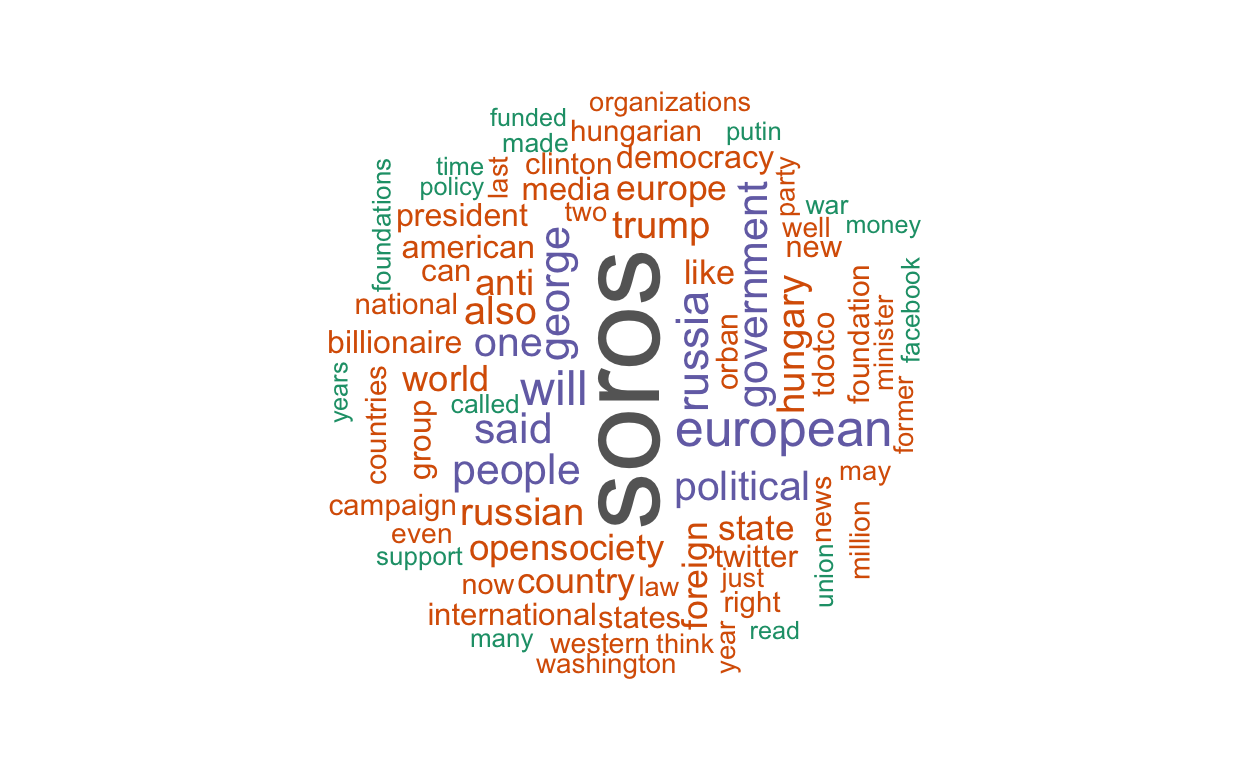 organizations
funded
hungarian
putin
made
time
last
clinton
democracy
party
foundations
policy
media
europe
war
president
two
trump
government
well
money
american
george
new
can
anti
soros
like
facebook
national
also
russia
orban
hungary
tdotco
foundation
minister
billionaire
one
years
countries
world
will
former
called
group
said
european
people
political
may
campaign
russian
state
news
million
even
opensociety
foreign
twitter
support
union
now
country
law
just
right
international
states
many
western
think
year
read
washington